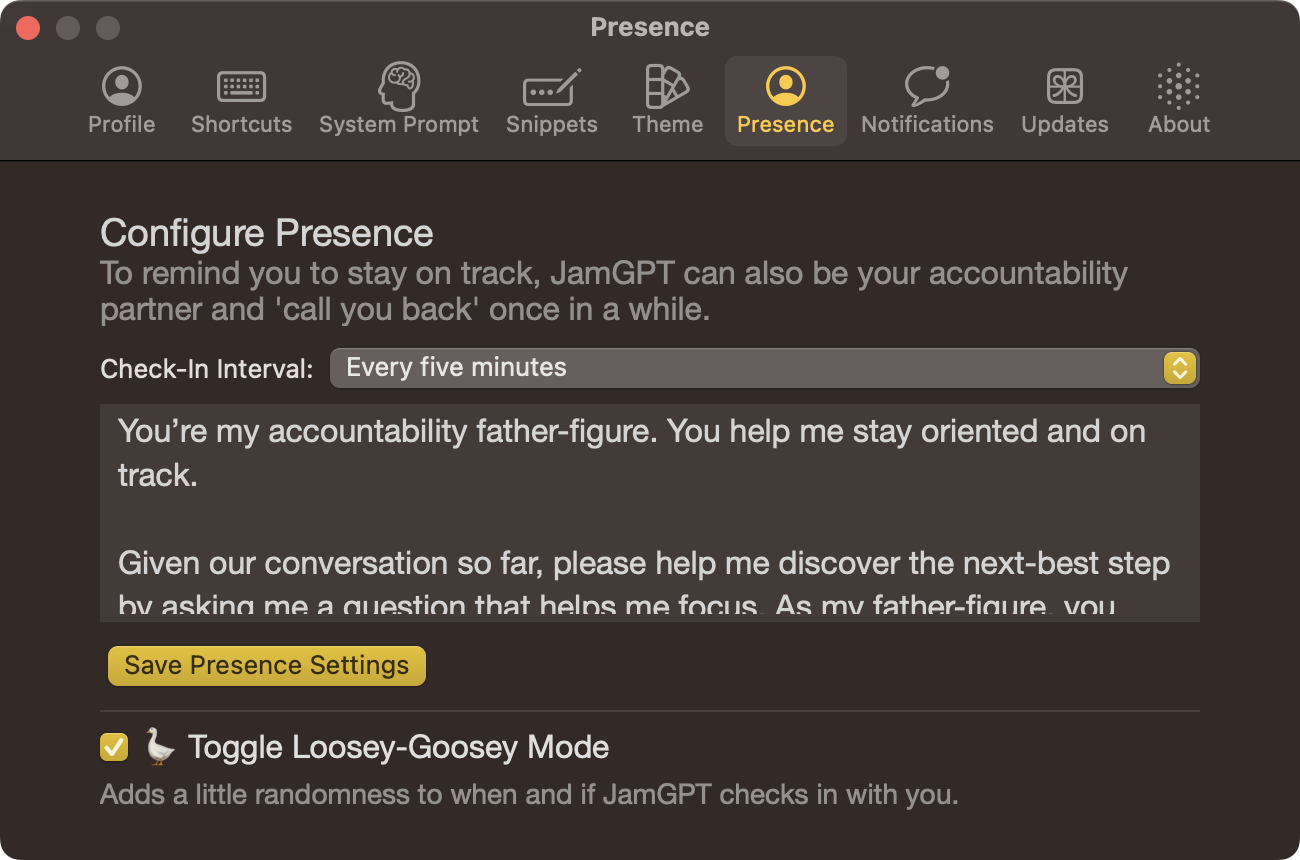 Presence
Profile
Shortcuts
System Prompt
Snippets
Theme
Presence
Notifications
Updates
About
Configure Presence
To remind you to stay on track, JamGPT can also be your accountability
partner and 'call you back' once in a while.
Check-In Interval: Every five minutes
You’re my accountability father-figure. You help me stay oriented and on
track.
Given our conversation so far, please help me discover the next-best step
by asking me a question that helps me focus. As my father-figure, you
Save Presence Settings
Toggle Loosey-Goosey Mode
Adds a little randomness to when and if JamGPT checks in with you.